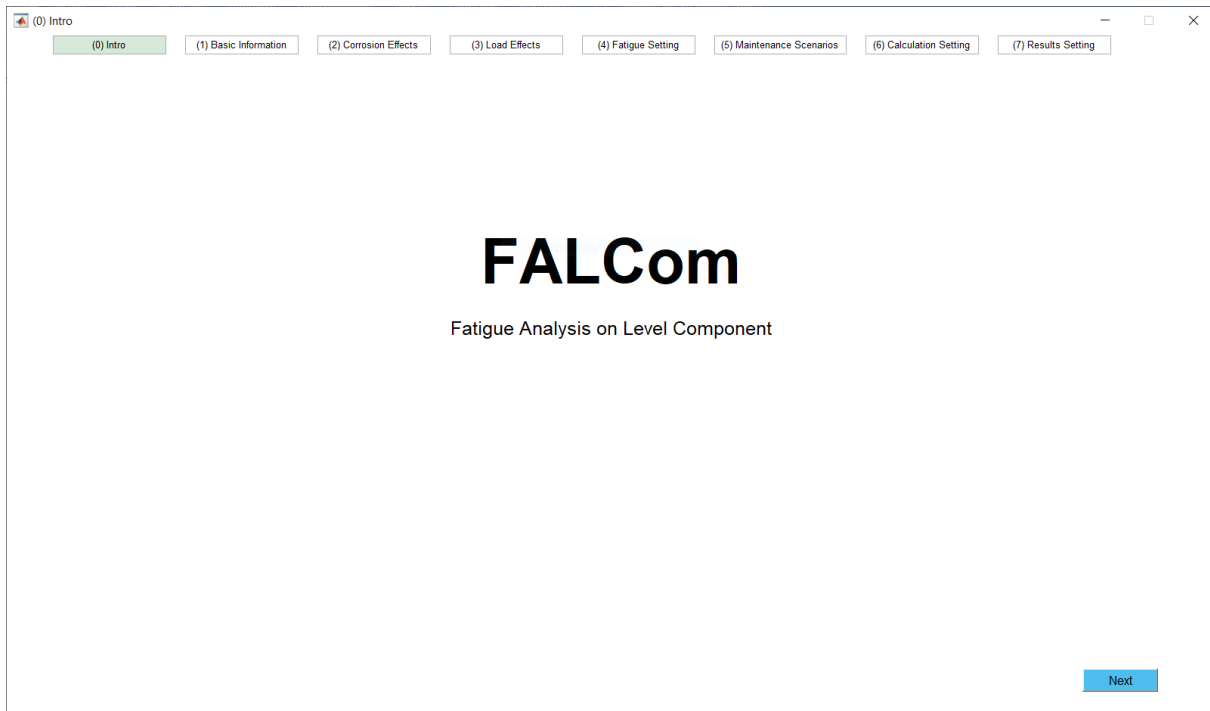 (0) Intro
(0) Intro (1) Basic Information (2) Corrosion Effects (3) Load Effects (4) Fatigue Setting (5) Maintenance Scenarios (6) Calculation Setting (7) Results Setting
FALCom
Fatigue Analysis on Level Component
Next